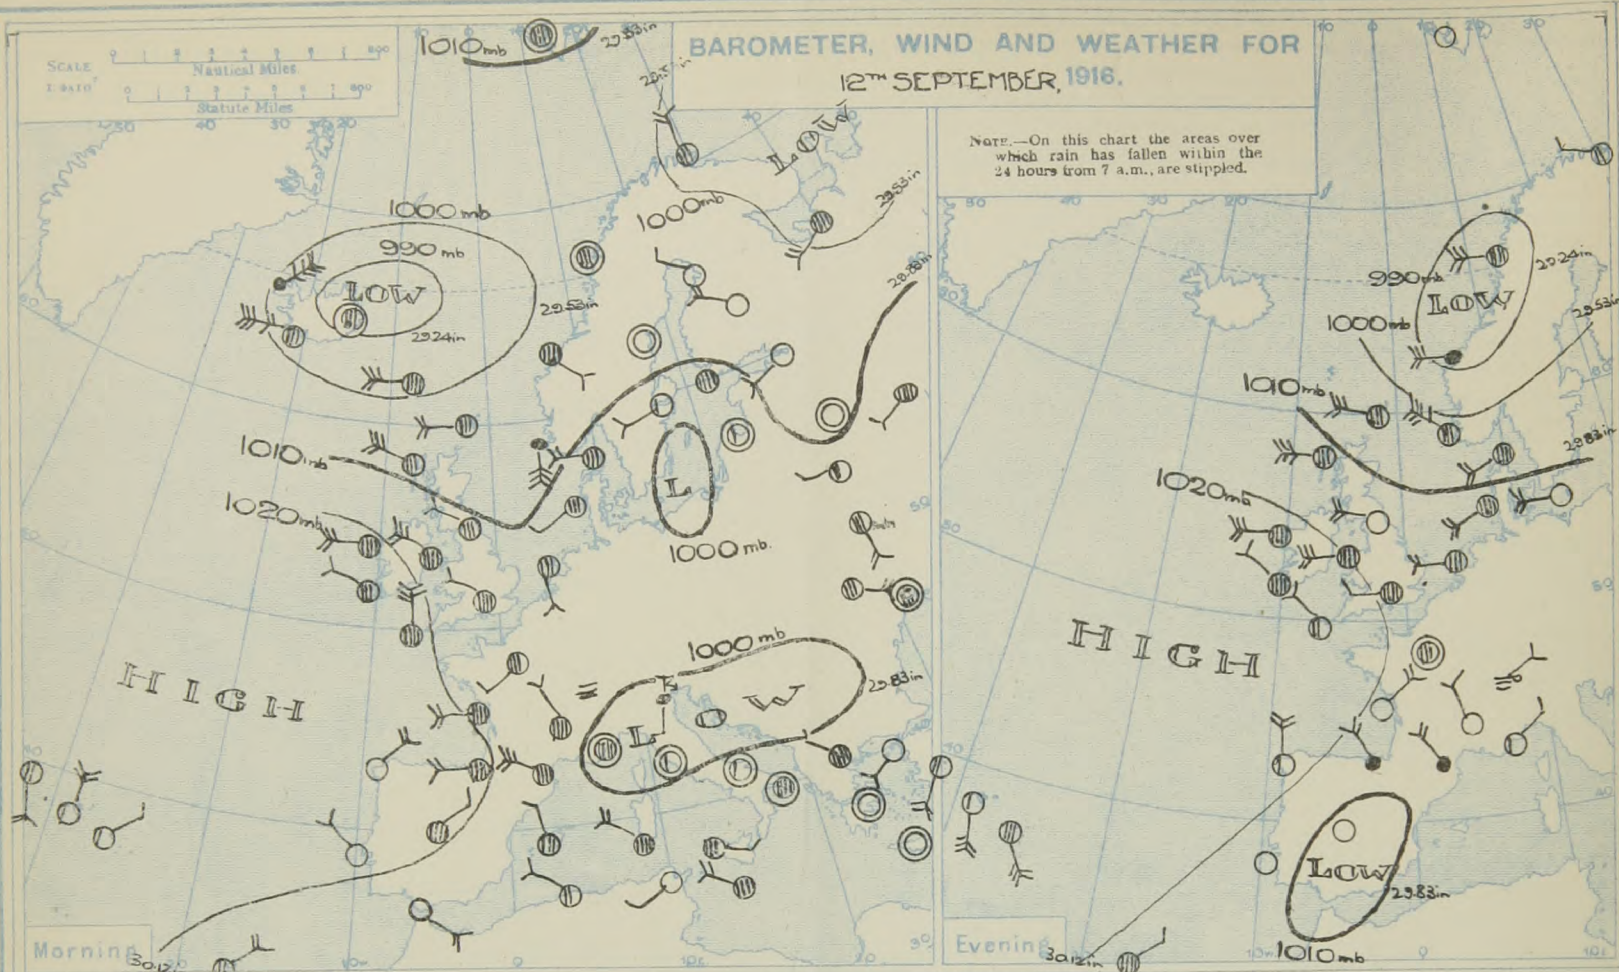 SCALE
Nautical Miles
Statute Miles
BAROMETER, WIND AND WEATHER FOR
12TH SEPTEMBER, 1916.
NOTE.—On this chart the areas over
which rain has fallen within the
24 hours from 7 a.m., are stippled.
1010mb
29.83in
L
1000mb
29.53in
1000mb
990mb
LOW
29.24in
29.53in
29.83in
1010mb
1020mb
L
1000mb.
HIGH
1000mb
L W
29.83in
Morning
30.12in
990mb
LOW
29.24in
1000mb
29.53in
1010mb
29.83in
1020mb
HIGH
LOW
29.83in
1010mb
Evening
30.12in